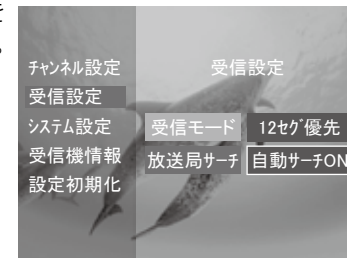 を
。
チャンネル設定
受信設定
システム設定
受信機情報
設定初期化
受信設定
受信モード 12セグ優先
放送局サーチ 自動サーチON